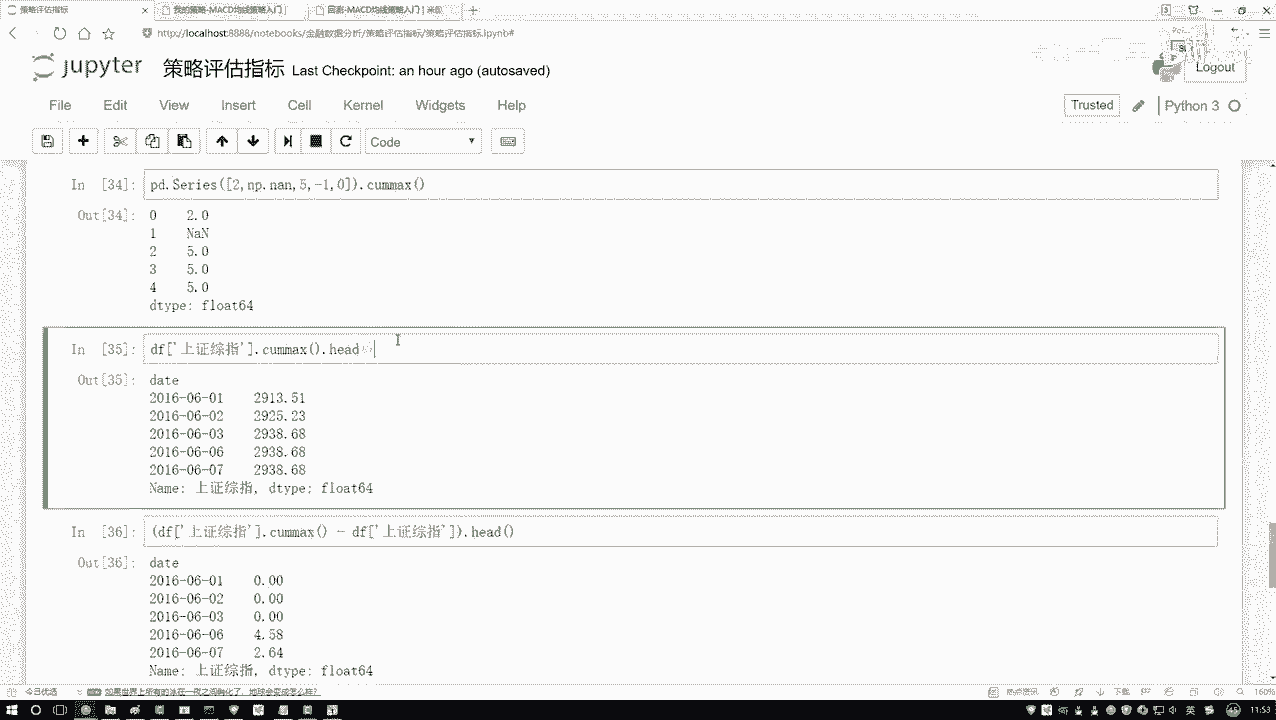 策略评估指标
我的策略-MACD均线策略入门
回测-MACD均线策略入门 | 米筐
http://localhost:8888/notebooks/金融数据分析/策略评估指标/策略评估指标.ipynb#
jupyter 策略评估指标 Last Checkpoint: an hour ago (autosaved)
Logout
File Edit View Insert Cell Kernel Widgets Help
Trusted Python 3
Code
In [34]: pd.Series([2,np.nan,5,-1,0]).cummax()
Out[34]: 0 2.0
1 NaN
2 5.0
3 5.0
4 5.0
dtype: float64
In [35]: df['上证综指'].cummax().head()
Out[35]: date
2016-06-01 2913.51
2016-06-02 2925.23
2016-06-03 2938.68
2016-06-06 2938.68
2016-06-07 2938.68
Name: 上证综指, dtype: float64
In [36]: (df['上证综指'].cummax() - df['上证综指']).head()
Out[36]: date
2016-06-01 0.00
2016-06-02 0.00
2016-06-03 0.00
2016-06-06 4.58
2016-06-07 2.64
Name: 上证综指, dtype: float64
今日优选
如果世界上所有的冰在一夜之间融化了，地球会变成怎么样？
热点资讯
下载
160%
英
11:53